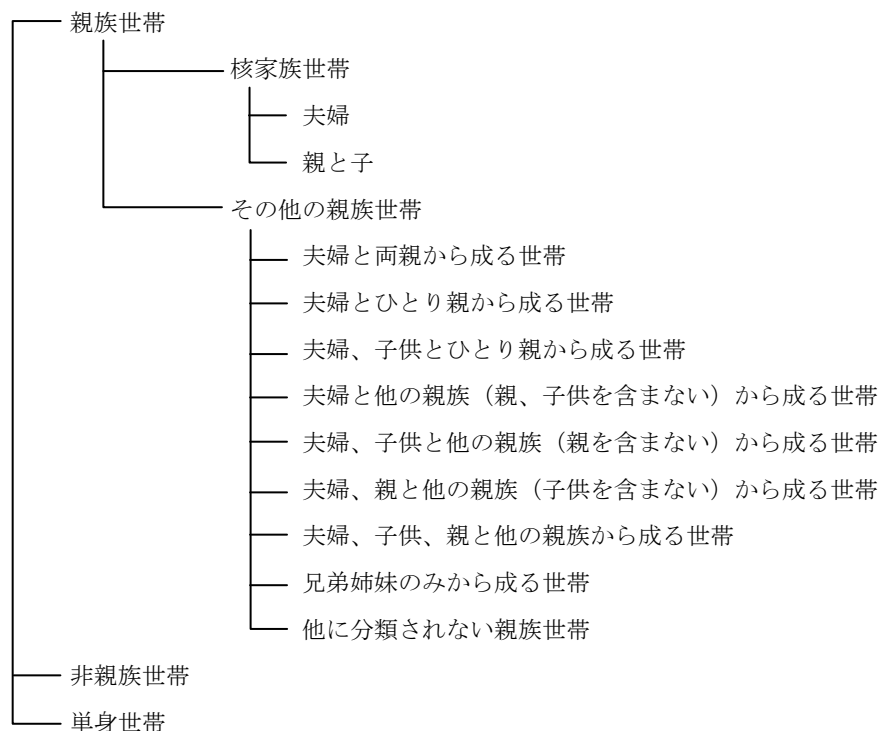 親族世帯
核家族世帯
夫婦
親と子
その他の親族世帯
夫婦と両親から成る世帯
夫婦とひとり親から成る世帯
夫婦、子供とひとり親から成る世帯
夫婦と他の親族（親、子供を含まない）から成る世帯
夫婦、子供と他の親族（親を含まない）から成る世帯
夫婦、親と他の親族（子供を含まない）から成る世帯
夫婦、子供、親と他の親族から成る世帯
兄弟姉妹のみから成る世帯
他に分類されない親族世帯
非親族世帯
単身世帯